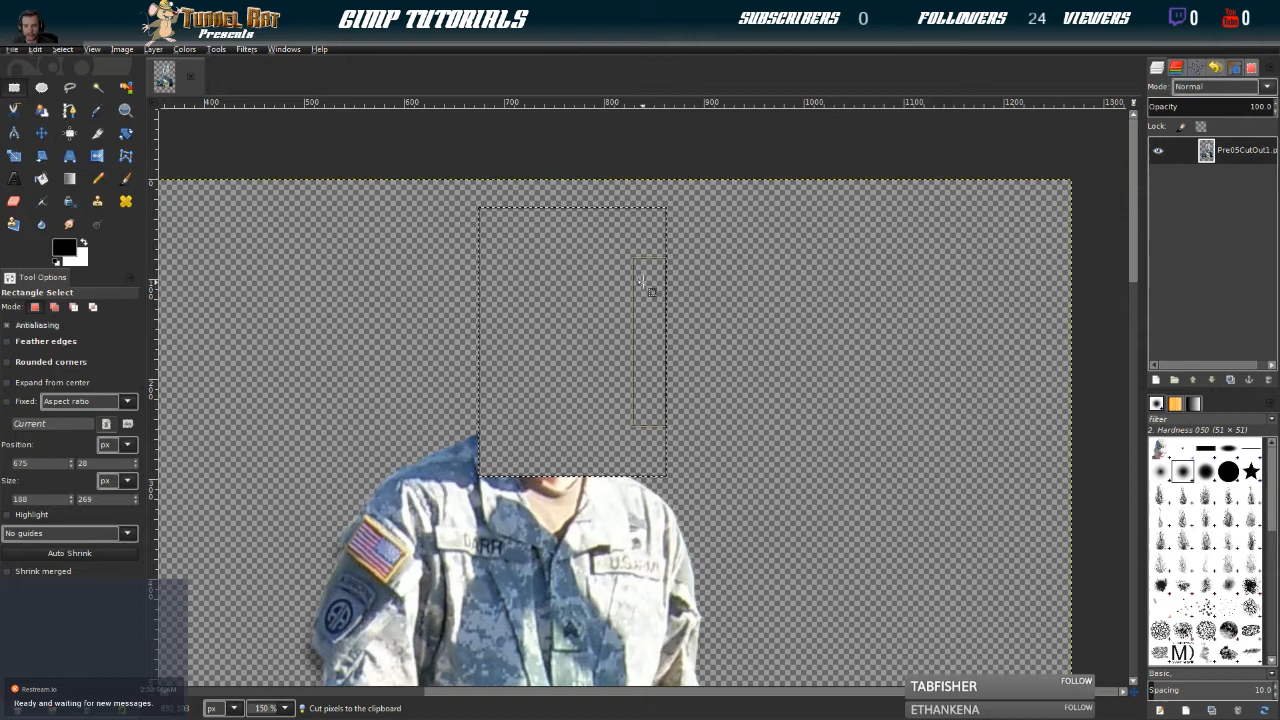 TUNNEL RAT
Presents
GIMP TUTORIALS
SUBSCRIBERS 0
FOLLOWERS 24
VIEWERS
0
0
File Edit Select View Image Layer Colors Tools Filters Windows Help
400 500 600 700 800 900 1000 1100 1200 1300
Mode: Normal
Opacity 100.0
Lock:
Pre05CutOut1.p
Tool Options
Rectangle Select
Mode:
Antialiasing
Feather edges
Rounded corners
Expand from center
Fixed: Aspect ratio
Current
Position: px
675 28
Size: px
188 269
Highlight
No guides
Auto Shrink
Shrink merged
filter
2. Hardness 050 (51 × 51)
DARR
U.S. ARMY
Basic,
Spacing 10.0
Restream.io
Ready and waiting for new messages.
px
150 %
Cut pixels to the clipboard
TABFISHER FOLLOW
ETHANKENA FOLLOW